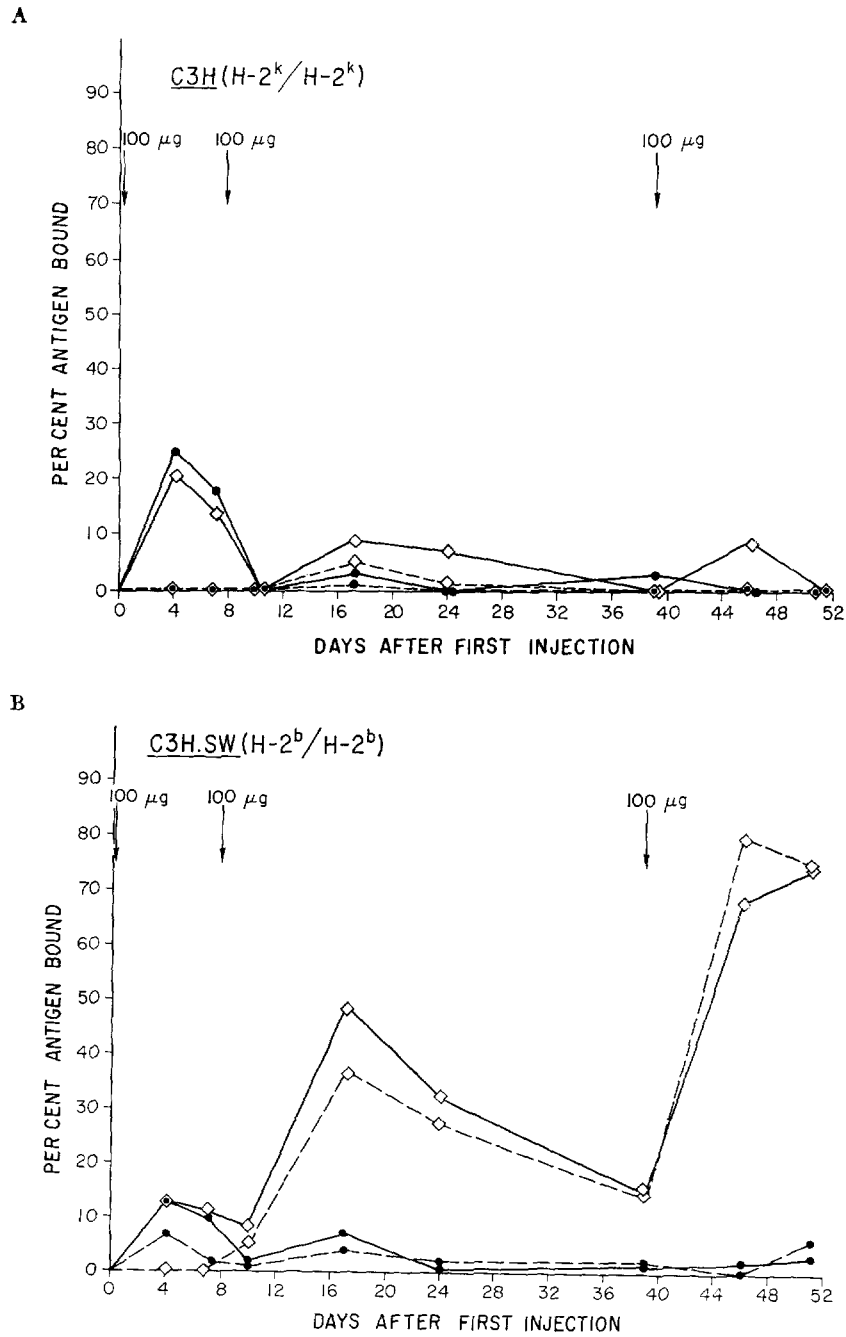 A
C3H (H-2ᵏ/H-2ᵏ)
100 μg 100 μg 100 μg
90
80
70
60
50
40
30
20
10
0
PER CENT ANTIGEN BOUND
0 4 8 12 16 20 24 28 32 36 40 44 48 52
DAYS AFTER FIRST INJECTION
B
C3H.SW (H-2ᵇ/H-2ᵇ)
100 μg 100 μg 100 μg
90
80
70
60
50
40
30
20
10
0
PER CENT ANTIGEN BOUND
0 4 8 12 16 20 24 28 32 36 40 44 48 52
DAYS AFTER FIRST INJECTION